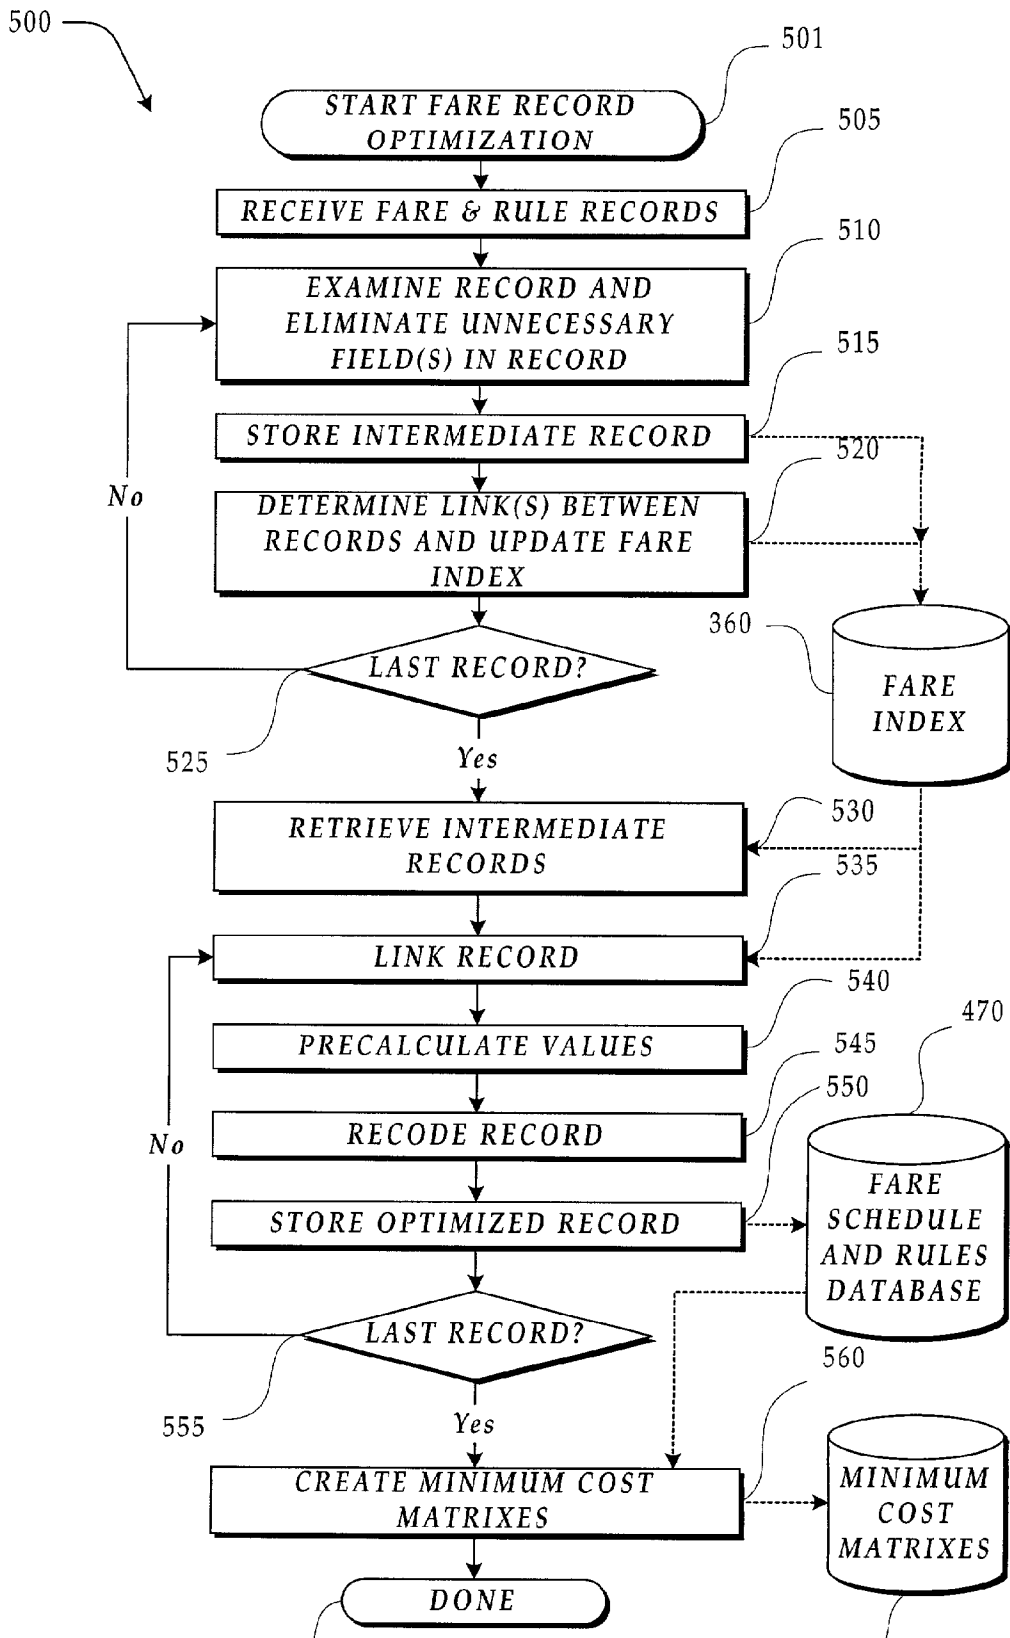 500
501
START FARE RECORD
OPTIMIZATION
505
RECEIVE FARE & RULE RECORDS
510
EXAMINE RECORD AND
ELIMINATE UNNECESSARY
FIELD(S) IN RECORD
515
STORE INTERMEDIATE RECORD
520
No
DETERMINE LINK(S) BETWEEN
RECORDS AND UPDATE FARE
INDEX
360
LAST RECORD?
FARE
INDEX
525
Yes
530
RETRIEVE INTERMEDIATE
RECORDS
535
LINK RECORD
540
470
PRECALCULATE VALUES
545
550
No
RECODE RECORD
FARE
SCHEDULE
AND RULES
DATABASE
STORE OPTIMIZED RECORD
LAST RECORD?
560
555
Yes
CREATE MINIMUM COST
MATRIXES
MINIMUM
COST
MATRIXES
DONE